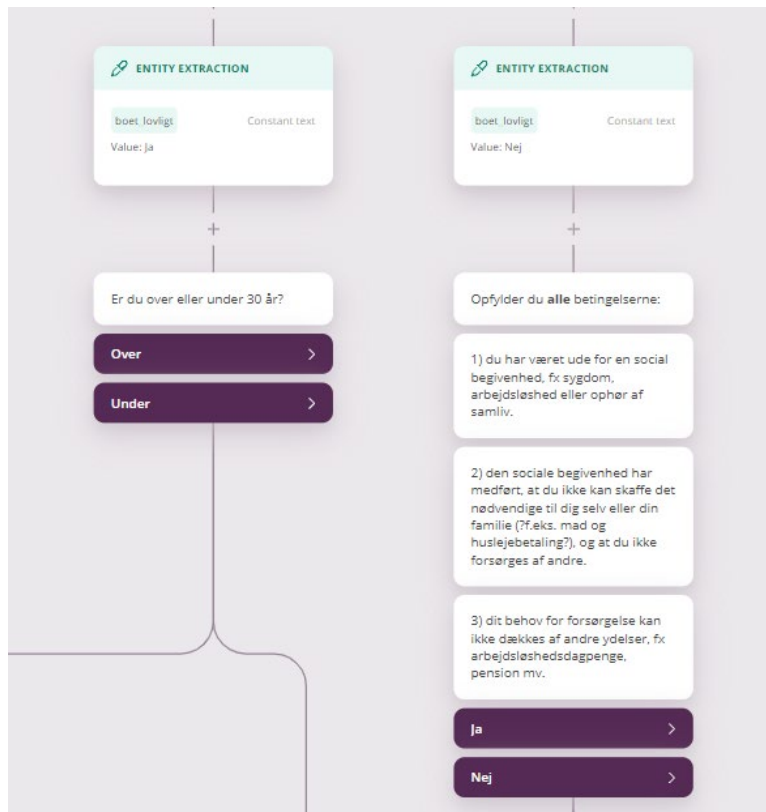 ENTITY EXTRACTION
boet_lovligt Constant text
Value: Ja
Er du over eller under 30 år?
Over
Under
ENTITY EXTRACTION
boet_lovligt Constant text
Value: Nej
Opfylder du alle betingelserne:
1) du har været ude for en social
begivenhed, fx sygdom,
arbejdsløshed eller ophør af
samliv.
2) den sociale begivenhed har
medført, at du ikke kan skaffe det
nødvendige til dig selv eller din
familie (?f.eks. mad og
huslejebetaling?), og at du ikke
forsørges af andre.
3) dit behov for forsørgelse kan
ikke dækkes af andre ydelser, fx
arbejdsløshedsdagpenge,
pension mv.
Ja
Nej